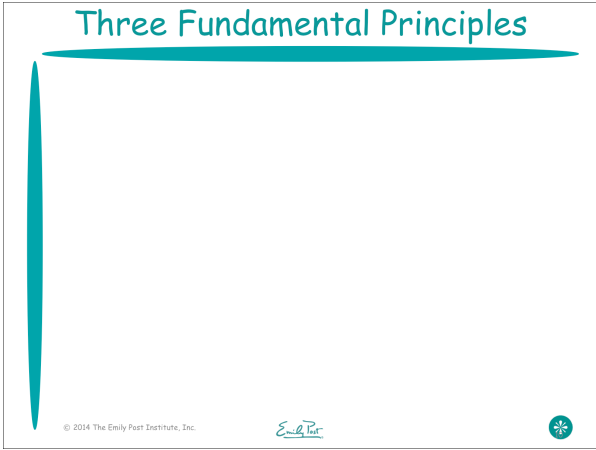 Three Fundamental Principles
© 2014 The Emily Post Institute, Inc.
Emily Post